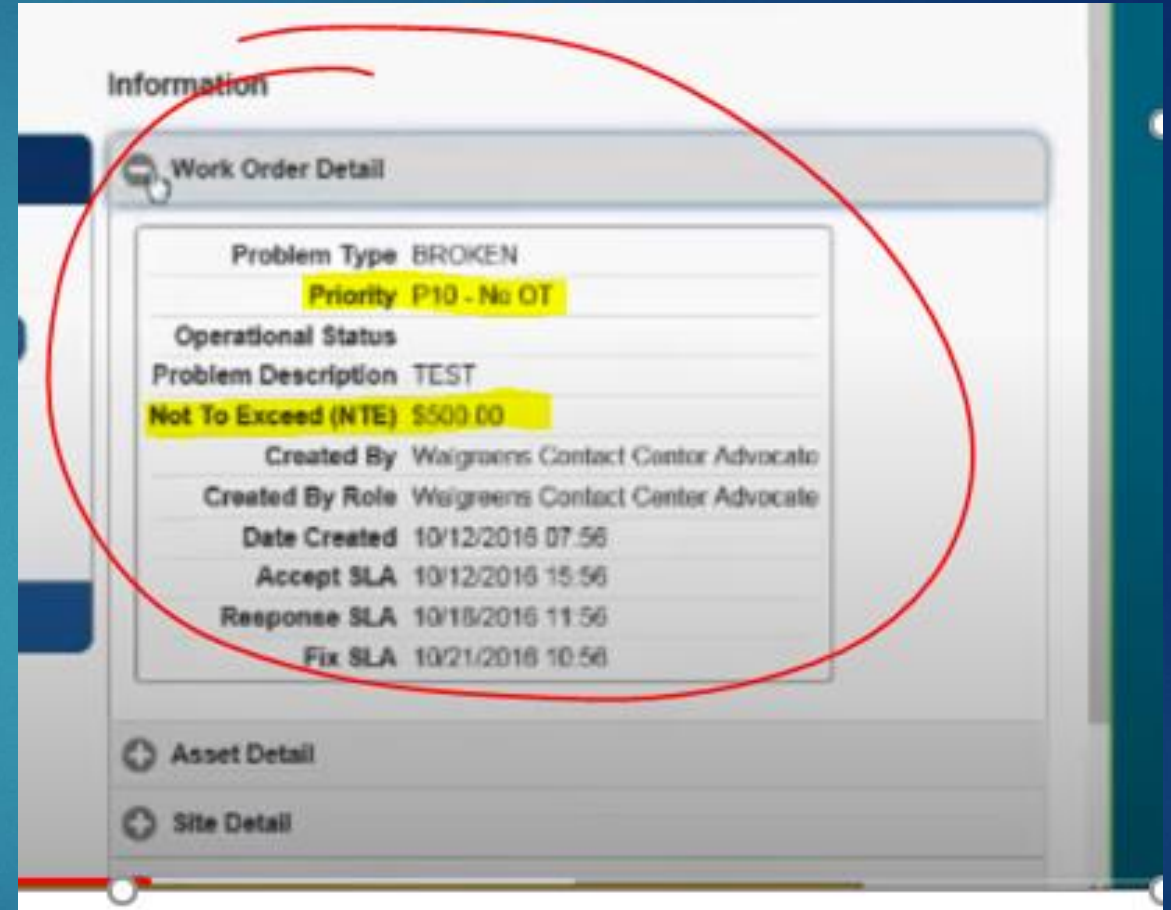 Information
Work Order Detail
Problem Type BROKEN
Priority P10 - No OT
Operational Status
Problem Description TEST
Not To Exceed (NTE) $500.00
Created By Walgreens Contact Center Advocate
Created By Role Walgreens Contact Center Advocate
Date Created 10/12/2016 07:56
Accept SLA 10/12/2016 15:56
Response SLA 10/18/2016 11:56
Fix SLA 10/21/2016 10:56
Asset Detail
Site Detail